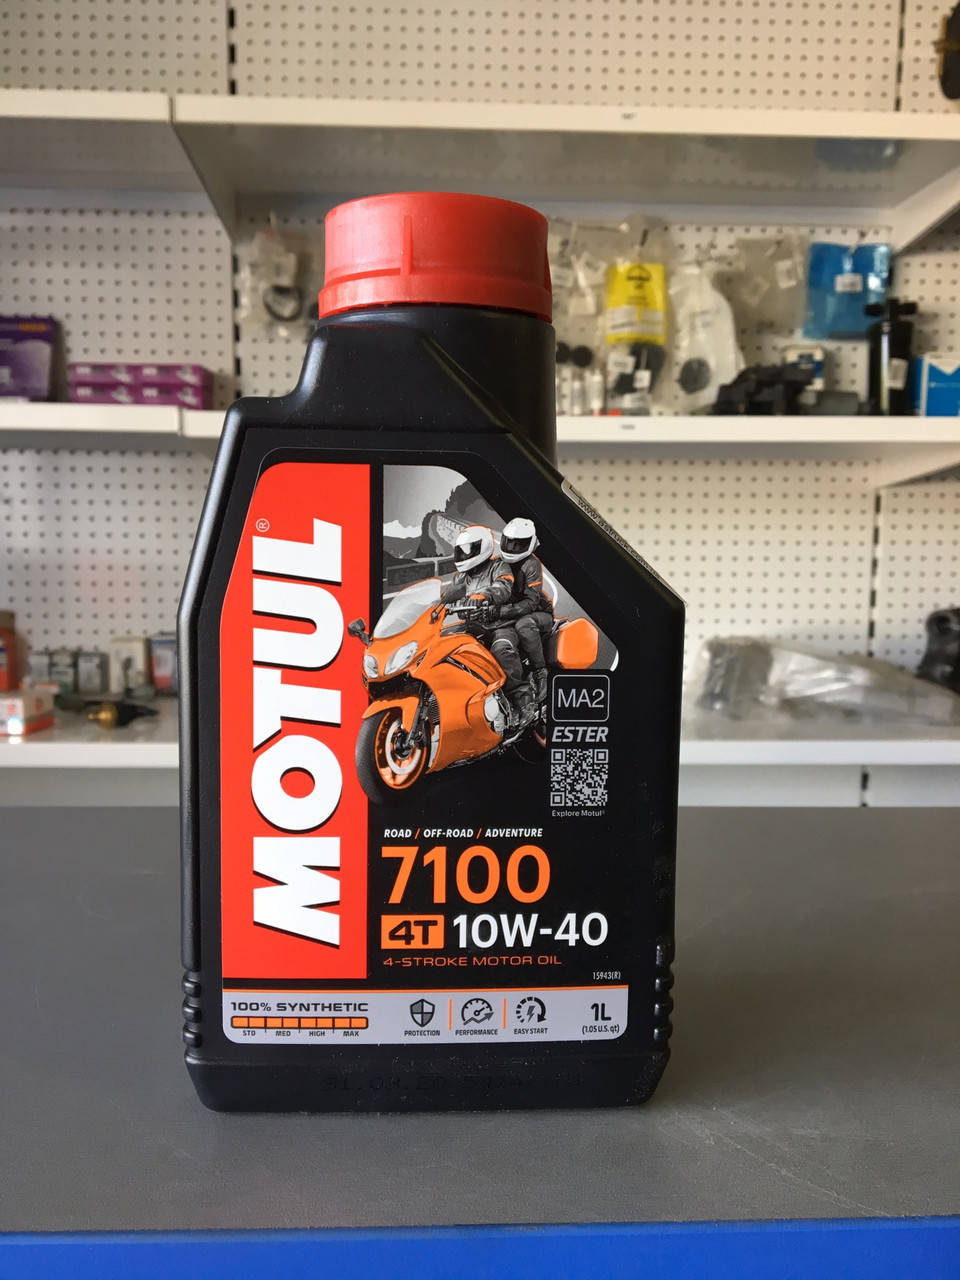 MOTUL®
MA2
ESTER
Explore Motul
ROAD / OFF-ROAD / ADVENTURE
7100
4T 10W-40
4-STROKE MOTOR OIL
15943(R)
100% SYNTHETIC
STD MED HIGH MAX
PROTECTION PERFORMANCE EASY START
1L
(1.05 U.S. qt)